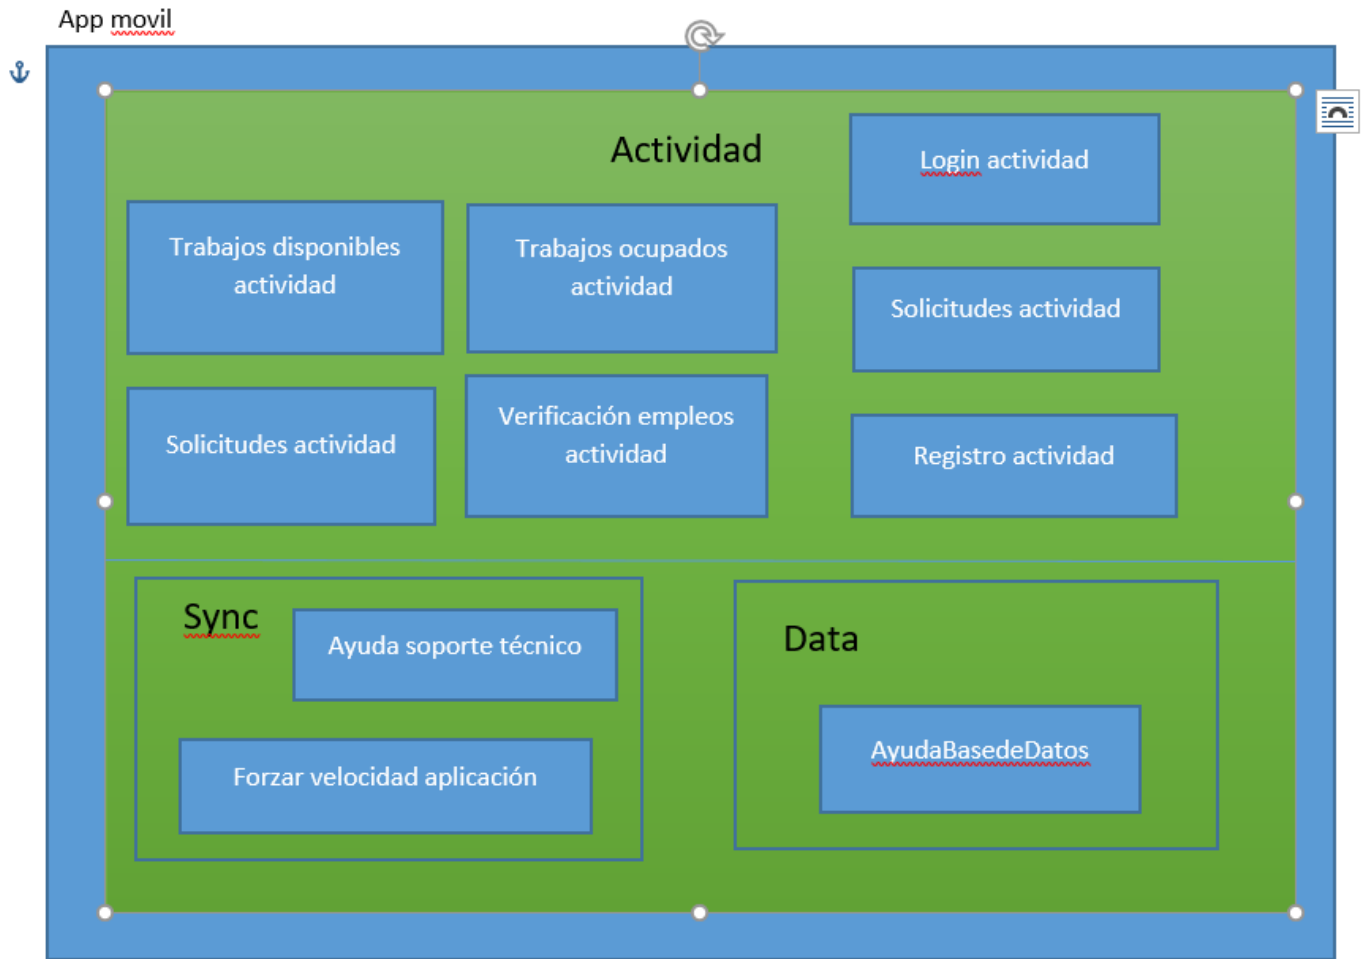 App movil
Actividad
Login actividad
Trabajos disponibles
actividad
Trabajos ocupados
actividad
Solicitudes actividad
Solicitudes actividad
Verificación empleos
actividad
Registro actividad
Sync
Ayuda soporte técnico
Forzar velocidad aplicación
Data
AyudaBasedeDatos